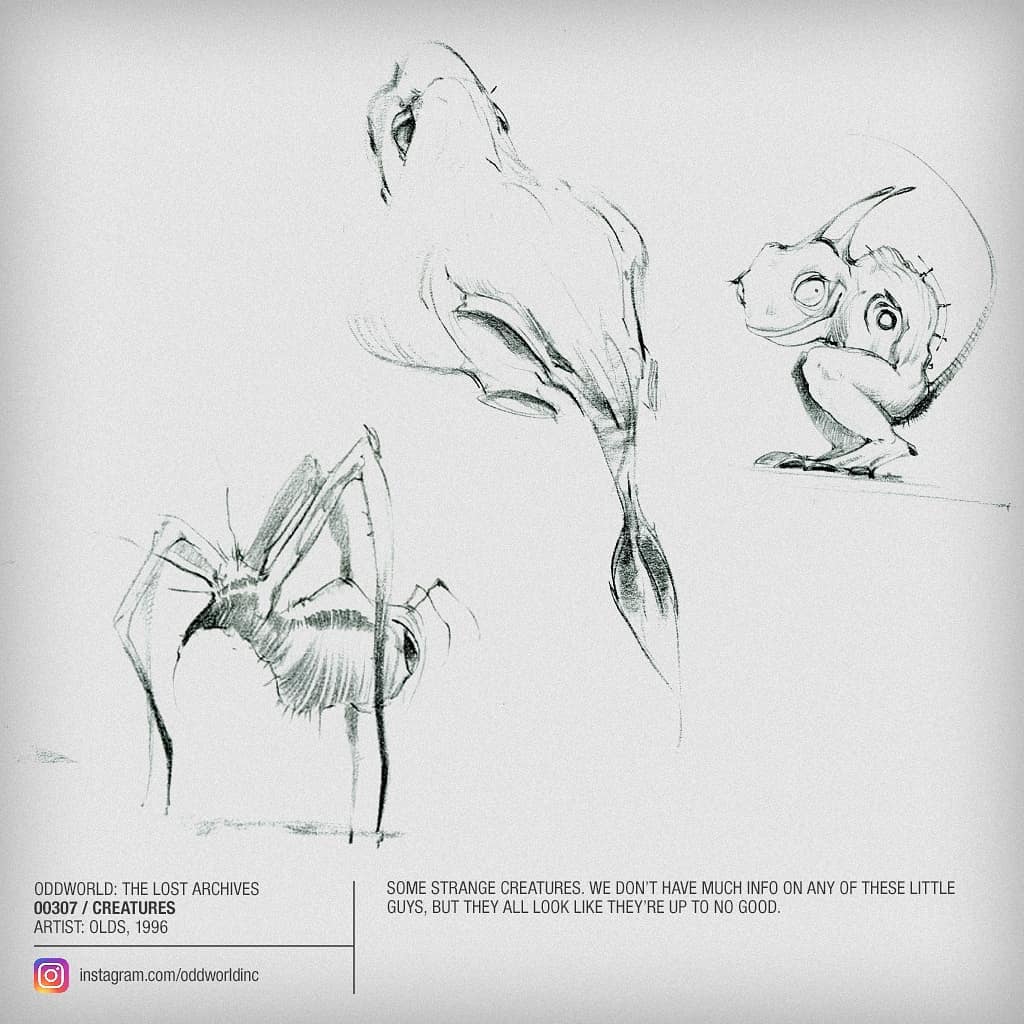 ODDWORLD: THE LOST ARCHIVES
00307 / CREATURES
ARTIST: OLDS, 1996
instagram.com/oddworldinc
SOME STRANGE CREATURES. WE DON'T HAVE MUCH INFO ON ANY OF THESE LITTLE
GUYS, BUT THEY ALL LOOK LIKE THEY'RE UP TO NO GOOD.